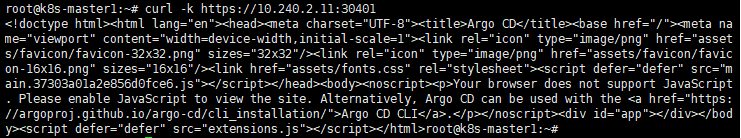 root@k8s-master1:~# curl -k https://10.240.2.11:30401
<!doctype html><html lang="en"><head><meta charset="UTF-8"><title>Argo CD</title><base href="/"><meta na
me="viewport" content="width=device-width,initial-scale=1"><link rel="icon" type="image/png" href="asset
s/favicon/favicon-32x32.png" sizes="32x32"/><link rel="icon" type="image/png" href="assets/favicon/favic
on-16x16.png" sizes="16x16"/><link href="assets/fonts.css" rel="stylesheet"><script defer="defer" src="m
ain.37303a01a2e856d0fce6.js"></script></head><body><noscript><p>Your browser does not support JavaScript
. Please enable JavaScript to view the site. Alternatively, Argo CD can be used with the <a href="https:
//argoproj.github.io/argo-cd/cli_installation/">Argo CD CLI</a>.</p></noscript><div id="app"></div></bod
y><script defer="defer" src="extensions.js"></script></html>root@k8s-master1:~#